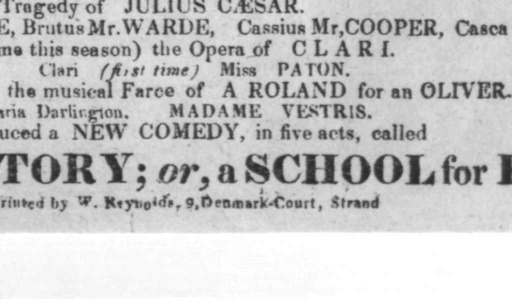 Tragedy of JULIUS CÆSAR.
E, Brutus Mr. WARDE, Cassius Mr, COOPER, Casca
me this season) the Opera of CLARI.
Clari (first time) Miss PATON.
the musical Farce of A ROLAND for an OLIVER.
aria Darlington. MADAME VESTRIS.
uced a NEW COMEDY, in five acts, called
TORY; or, a SCHOOL for
rinted by W. Reynolds, 9, Denmark-Court, Strand